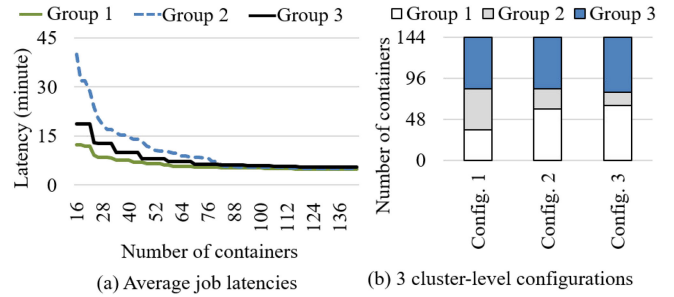 Group 1 Group 2 Group 3
45
30
15
0
Latency (minute)
16 28 40 52 64 76 88 100 112 124 136
Number of containers
(a) Average job latencies
Group 1 Group 2 Group 3
144
96
48
0
Number of containers
Config. 1 Config. 2 Config. 3
(b) 3 cluster-level configurations